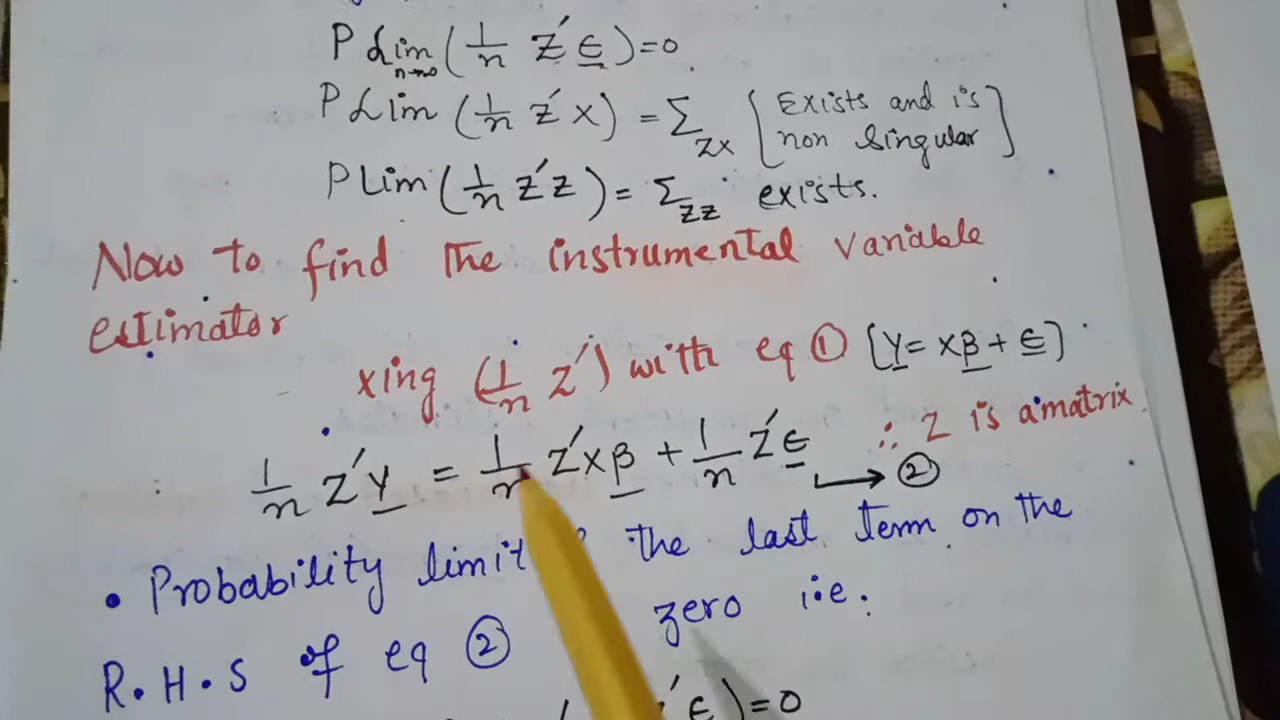 P Lim n→∞ (1/n Z′ϵ) = 0
P Lim (1/n Z′X) = Σ ZX [Exists and is non Singular]
P Lim (1/n Z′Z) = Σ ZZ exists.
Now to find The instrumental variable
estimator
xing (1/n Z′) with eq ① [Y = Xβ + ϵ]
∴ Z is a matrix
1/n Z′Y = 1/n Z′Xβ + 1/n Z′ϵ → ②
• Probability limit the last Term on the
R.H.S of eq ② zero i.e.
′ϵ) = 0